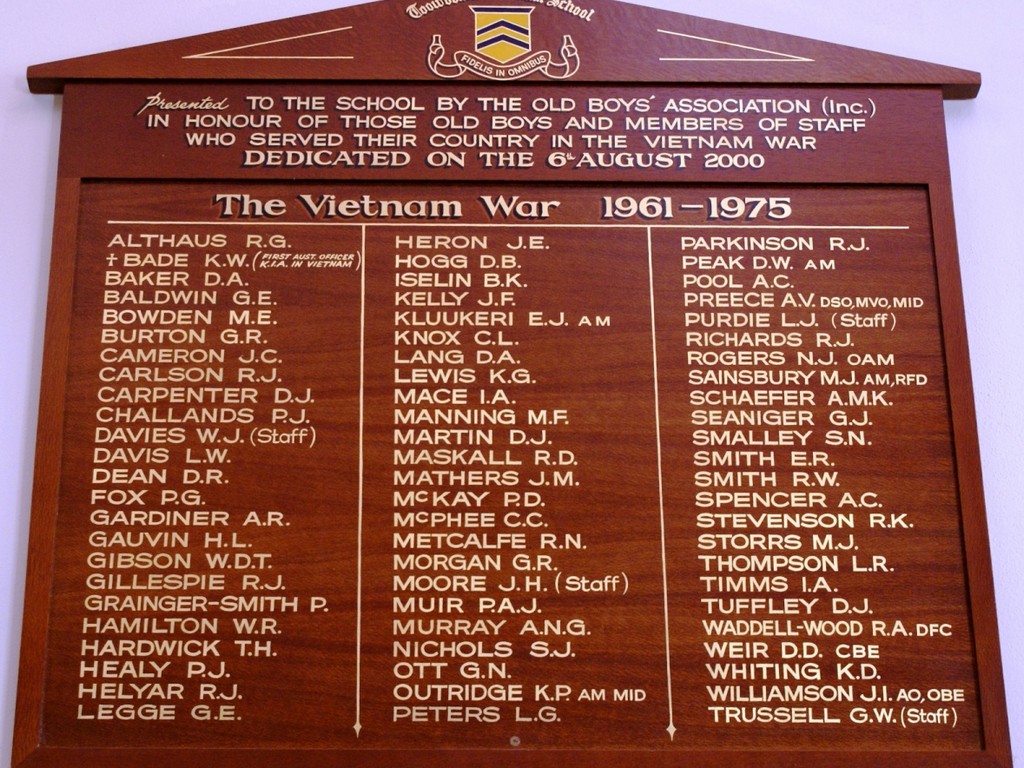 School
FIDELIS IN OMNIBUS
Presented TO THE SCHOOL BY THE OLD BOYS' ASSOCIATION (Inc.)
IN HONOUR OF THOSE OLD BOYS AND MEMBERS OF STAFF
WHO SERVED THEIR COUNTRY IN THE VIETNAM WAR
DEDICATED ON THE 6th AUGUST 2000
The Vietnam War 1961-1975
ALTHAUS R.G.
† BADE K.W. (FIRST AUST. OFFICER K.I.A. IN VIETNAM)
BAKER D.A.
BALDWIN G.E.
BOWDEN M.E.
BURTON G.R.
CAMERON J.C.
CARLSON R.J.
CARPENTER D.J.
CHALLANDS P.J.
DAVIES W.J. (Staff)
DAVIS L.W.
DEAN D.R.
FOX P.G.
GARDINER A.R.
GAUVIN H.L.
GIBSON W.D.T.
GILLESPIE R.J.
GRAINGER-SMITH P.
HAMILTON W.R.
HARDWICK T.H.
HEALY P.J.
HELYAR R.J.
LEGGE G.E.
HERON J.E.
HOGG D.B.
ISELIN B.K.
KELLY J.F.
KLUUKERI E.J. AM
KNOX C.L.
LANG D.A.
LEWIS K.G.
MACE I.A.
MANNING M.F.
MARTIN D.J.
MASKALL R.D.
MATHERS J.M.
McKAY P.D.
McPHEE C.C.
METCALFE R.N.
MORGAN G.R.
MOORE J.H. (Staff)
MUIR P.A.J.
MURRAY A.N.G.
NICHOLS S.J.
OTT G.N.
OUTRIDGE K.P. AM MID
PETERS L.G.
PARKINSON R.J.
PEAK D.W. AM
POOL A.C.
PREECE A.V. DSO, MVO, MID
PURDIE L.J. (Staff)
RICHARDS R.J.
ROGERS N.J. OAM
SAINSBURY M.J. AM, RFD
SCHAEFER A.M.K.
SEANIGER G.J.
SMALLEY S.N.
SMITH E.R.
SMITH R.W.
SPENCER A.C.
STEVENSON R.K.
STORRS M.J.
THOMPSON L.R.
TIMMS I.A.
TUFFLEY D.J.
WADDELL-WOOD R.A. DFC
WEIR D.D. CBE
WHITING K.D.
WILLIAMSON J.I. AO, OBE
TRUSSELL G.W. (Staff)